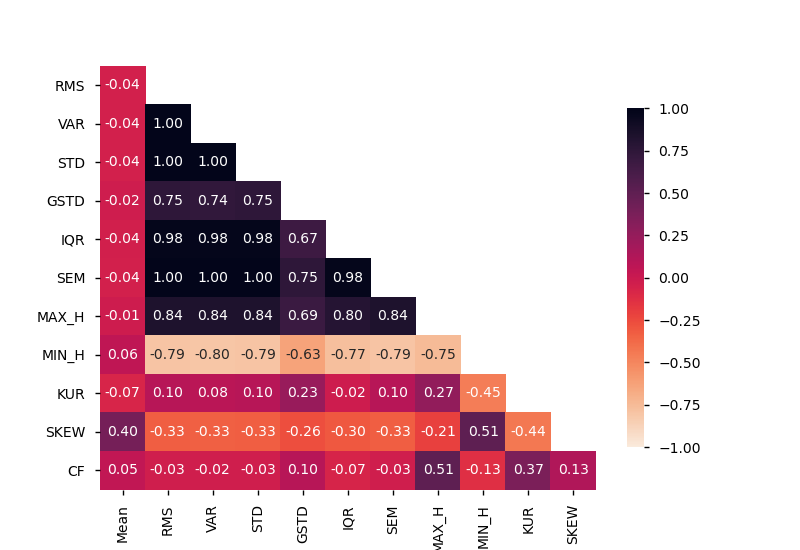 RMS -0.04
VAR -0.04 1.00
STD -0.04 1.00 1.00
GSTD -0.02 0.75 0.74 0.75
IQR -0.04 0.98 0.98 0.98 0.67
SEM -0.04 1.00 1.00 1.00 0.75 0.98
MAX_H -0.01 0.84 0.84 0.84 0.69 0.80 0.84
MIN_H 0.06 -0.79 -0.80 -0.79 -0.63 -0.77 -0.79 -0.75
KUR -0.07 0.10 0.08 0.10 0.23 -0.02 0.10 0.27 -0.45
SKEW 0.40 -0.33 -0.33 -0.33 -0.26 -0.30 -0.33 -0.21 0.51 -0.44
CF 0.05 -0.03 -0.02 -0.03 0.10 -0.07 -0.03 0.51 -0.13 0.37 0.13
Mean RMS VAR STD GSTD IQR SEM MAX_H MIN_H KUR SKEW
1.00
0.75
0.50
0.25
0.00
−0.25
−0.50
−0.75
−1.00